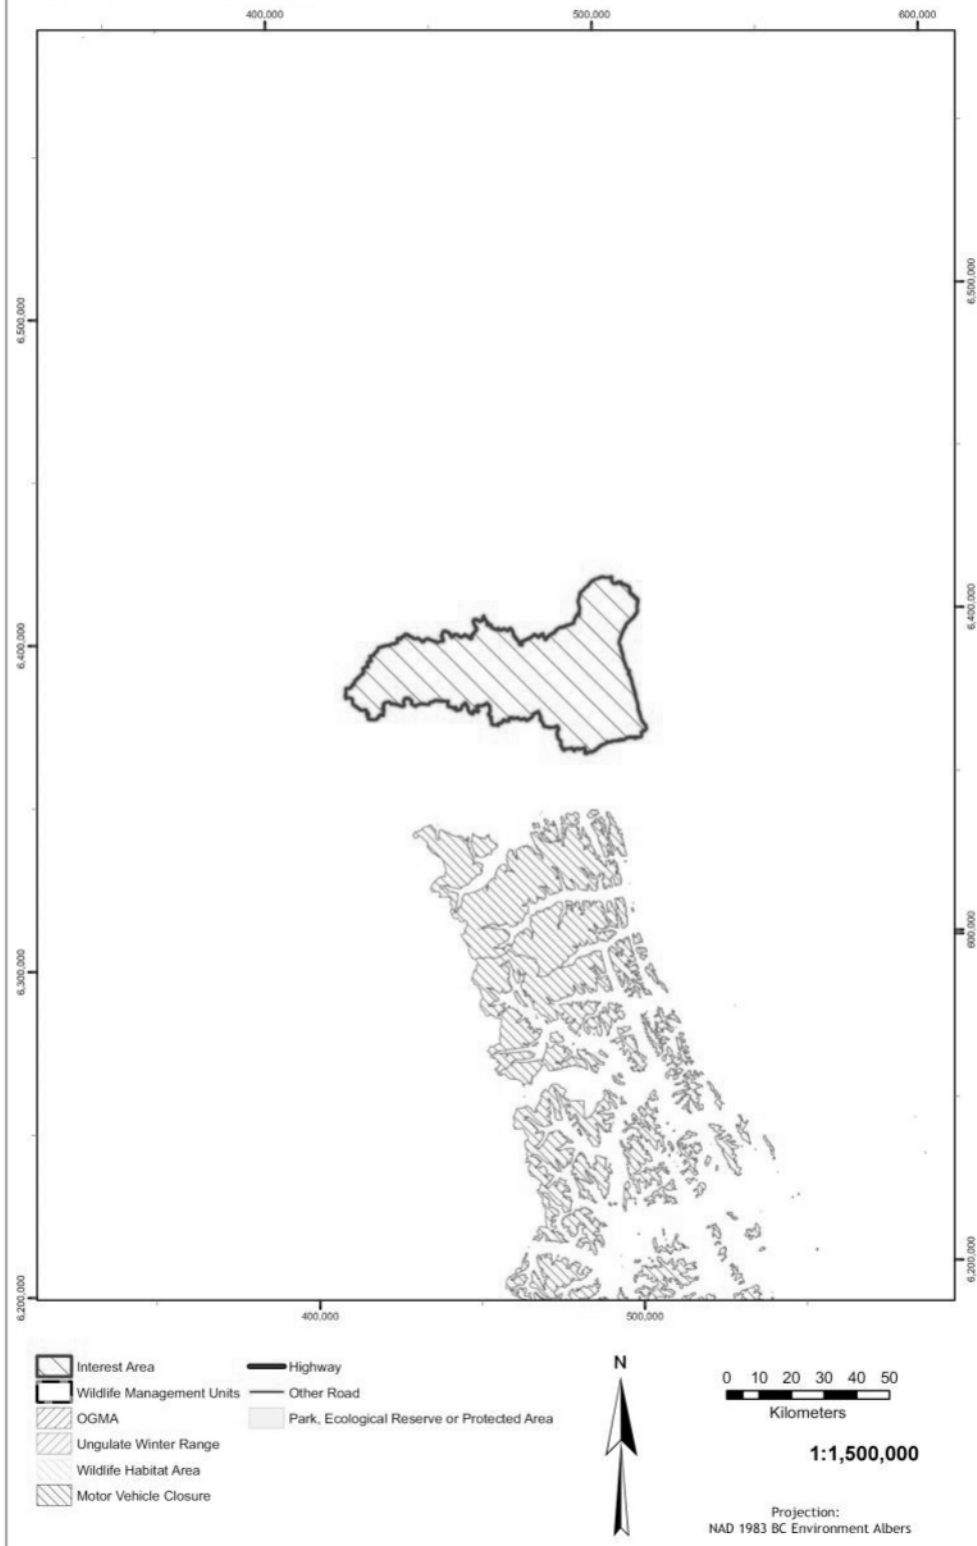 400,000 500,000 600,000
6,500,000
6,400,000
6,300,000
6,200,000
6,500,000
6,400,000
6,200,000
400,000 500,000
Interest Area
Wildlife Management Units
OGMA
Ungulate Winter Range
Wildlife Habitat Area
Motor Vehicle Closure
Highway
Other Road
Park, Ecological Reserve or Protected Area
N
0 10 20 30 40 50
Kilometers
1:1,500,000
Projection:
NAD 1983 BC Environment Albers